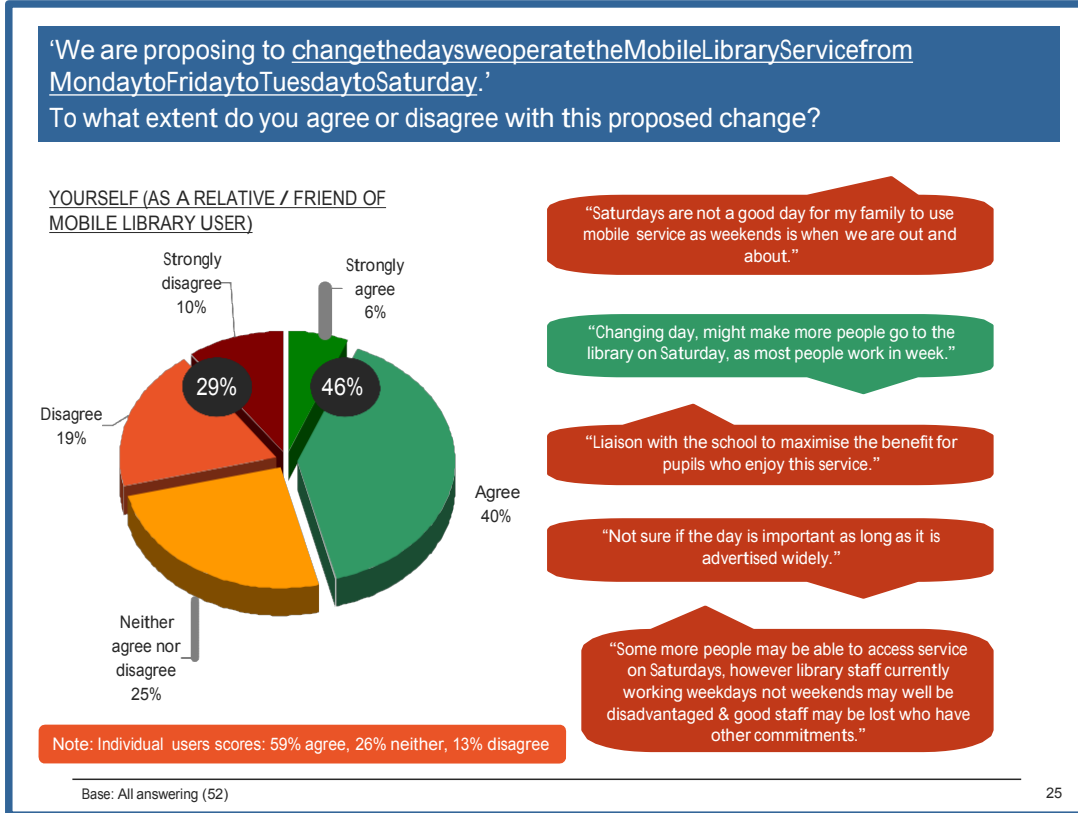 ‘We are proposing to changethedaysweoperatetheMobileLibraryServicefrom
MondaytoFridaytoTuesdaytoSaturday.’
To what extent do you agree or disagree with this proposed change?
YOURSELF (AS A RELATIVE / FRIEND OF
MOBILE LIBRARY USER)
Strongly
disagree
10%
Strongly
agree
6%
29%
46%
Disagree
19%
Agree
40%
Neither
agree nor
disagree
25%
“Saturdays are not a good day for my family to use
mobile service as weekends is when we are out and
about.”
“Changing day, might make more people go to the
library on Saturday, as most people work in week.”
“Liaison with the school to maximise the benefit for
pupils who enjoy this service.”
“Not sure if the day is important as long as it is
advertised widely.”
“Some more people may be able to access service
on Saturdays, however library staff currently
working weekdays not weekends may well be
disadvantaged & good staff may be lost who have
other commitments.”
Note: Individual users scores: 59% agree, 26% neither, 13% disagree
Base: All answering (52)
25